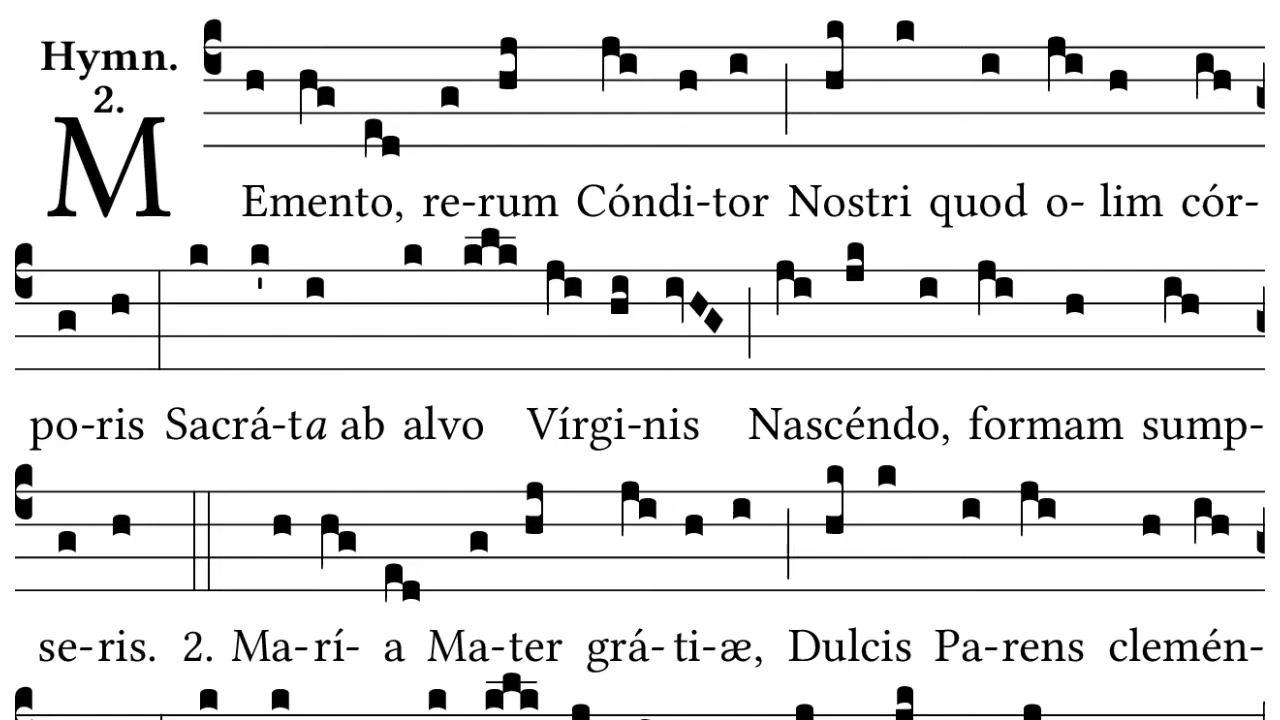 Hymn.
2.
MEmento, re-rum Cóndi-tor Nostri quod o- lim cór-
po-ris Sacrá-ta ab alvo Vírgi-nis Nascéndo, formam sump-
se-ris. 2. Ma-rí- a Ma-ter grá-ti-æ, Dulcis Pa-rens clemén-